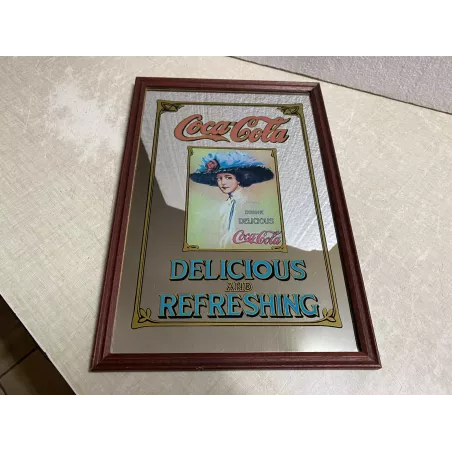 Coca-Cola
DRINK
DELICIOUS
Coca-Cola
DELICIOUS
AND
REFRESHING